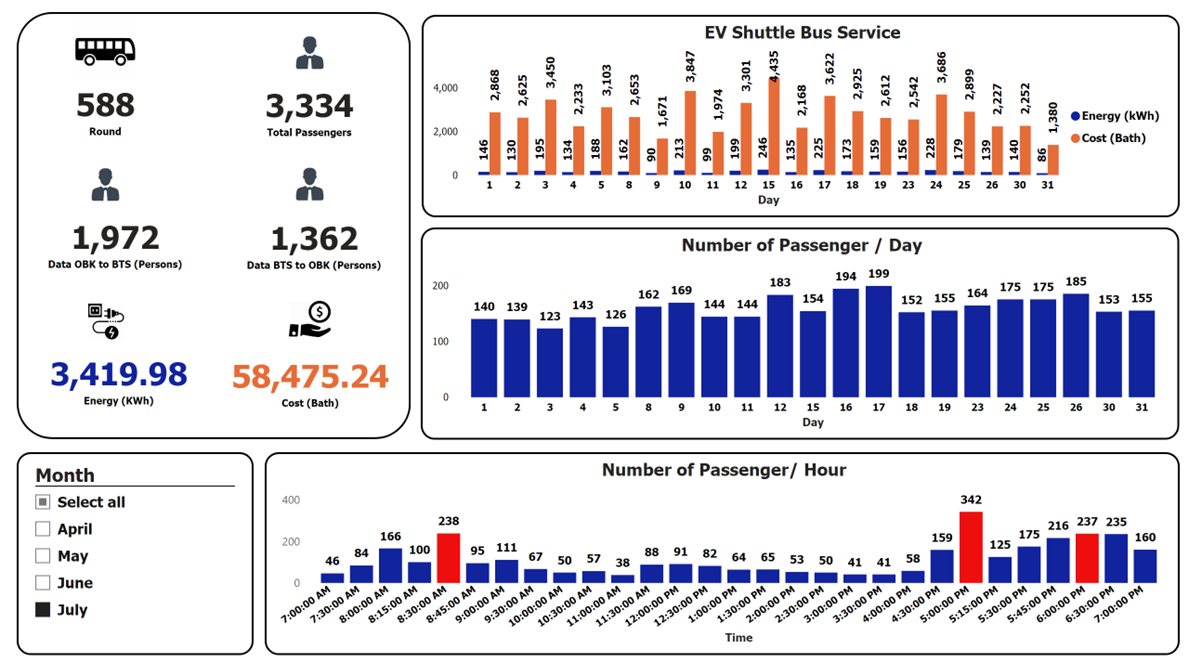 588
Round
3,334
Total Passengers
1,972
Data OBK to BTS (Persons)
1,362
Data BTS to OBK (Persons)
3,419.98
Energy (KWh)
$
58,475.24
Cost (Bath)
EV Shuttle Bus Service
4,000
2,000
0
146 2,868 130 2,625 195 3,450 134 2,233 188 3,103 162 2,653 90 1,671 213 3,847 99 1,974 199 3,301 246 4,435 135 2,168 225 3,622 173 2,925 159 2,612 156 2,542 228 3,686 179 2,899 139 2,227 140 2,252 86 1,380
1 2 3 4 5 8 9 10 11 12 15 16 17 18 19 23 24 25 26 30 31
Day
Energy (kWh)
Cost (Bath)
Number of Passenger / Day
200
100
0
140 139 123 143 126 162 169 144 144 183 154 194 199 152 155 164 175 175 185 153 155
1 2 3 4 5 8 9 10 11 12 15 16 17 18 19 23 24 25 26 30 31
Day
Month
Select all
April
May
June
July
Number of Passenger/ Hour
400
200
0
46 84 166 100 238 95 111 67 50 57 38 88 91 82 64 65 53 50 41 41 58 159 342 125 175 216 237 235 160
7:00:00 AM 7:30:00 AM 8:00:00 AM 8:15:00 AM 8:30:00 AM 8:45:00 AM 9:00:00 AM 9:30:00 AM 10:00:00 AM 10:30:00 AM 11:00:00 AM 11:30:00 AM 12:00:00 PM 12:30:00 PM 1:00:00 PM 1:30:00 PM 2:00:00 PM 2:30:00 PM 3:00:00 PM 3:30:00 PM 4:00:00 PM 4:30:00 PM 5:00:00 PM 5:15:00 PM 5:30:00 PM 5:45:00 PM 6:00:00 PM 6:30:00 PM 7:00:00 PM
Time